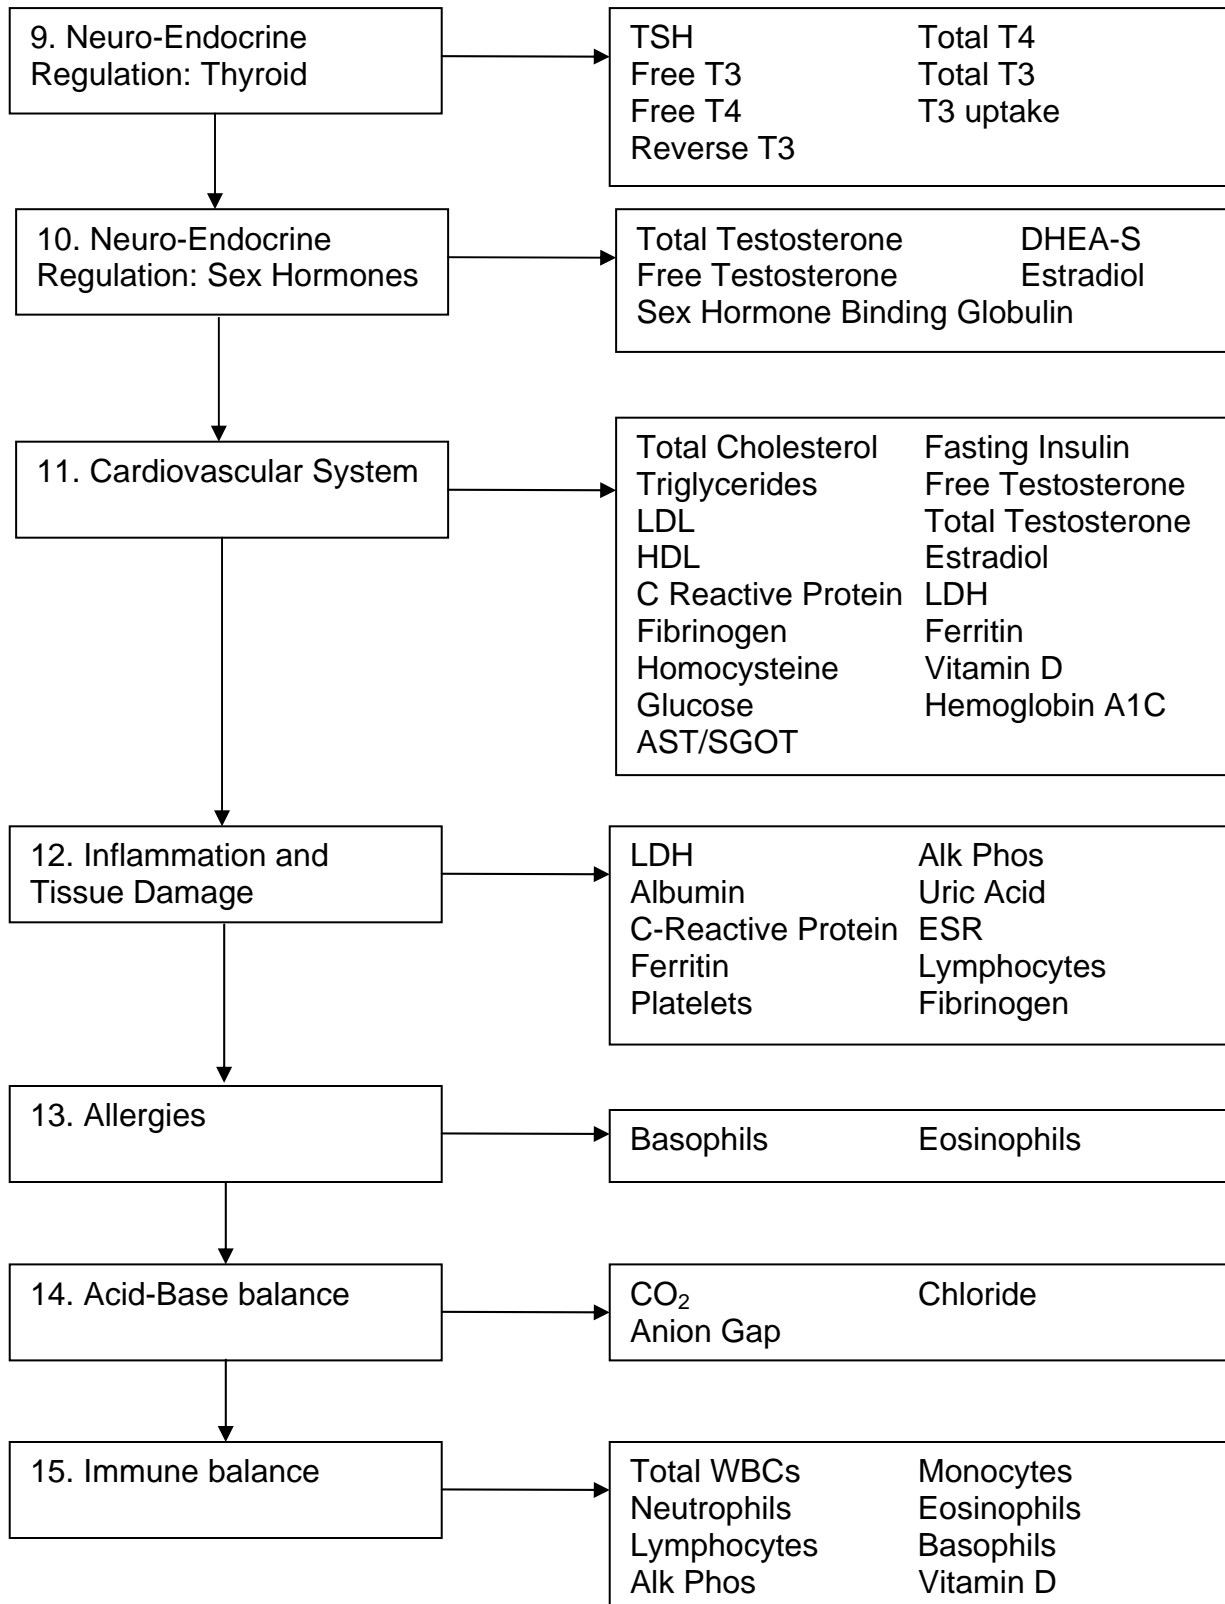 9. Neuro-Endocrine
Regulation: Thyroid
TSH Total T4
Free T3 Total T3
Free T4 T3 uptake
Reverse T3
10. Neuro-Endocrine
Regulation: Sex Hormones
Total Testosterone DHEA-S
Free Testosterone Estradiol
Sex Hormone Binding Globulin
11. Cardiovascular System
Total Cholesterol Fasting Insulin
Triglycerides Free Testosterone
LDL Total Testosterone
HDL Estradiol
C Reactive Protein LDH
Fibrinogen Ferritin
Homocysteine Vitamin D
Glucose Hemoglobin A1C
AST/SGOT
12. Inflammation and
Tissue Damage
LDH Alk Phos
Albumin Uric Acid
C-Reactive Protein ESR
Ferritin Lymphocytes
Platelets Fibrinogen
13. Allergies
Basophils Eosinophils
14. Acid-Base balance
CO₂ Chloride
Anion Gap
15. Immune balance
Total WBCs Monocytes
Neutrophils Eosinophils
Lymphocytes Basophils
Alk Phos Vitamin D